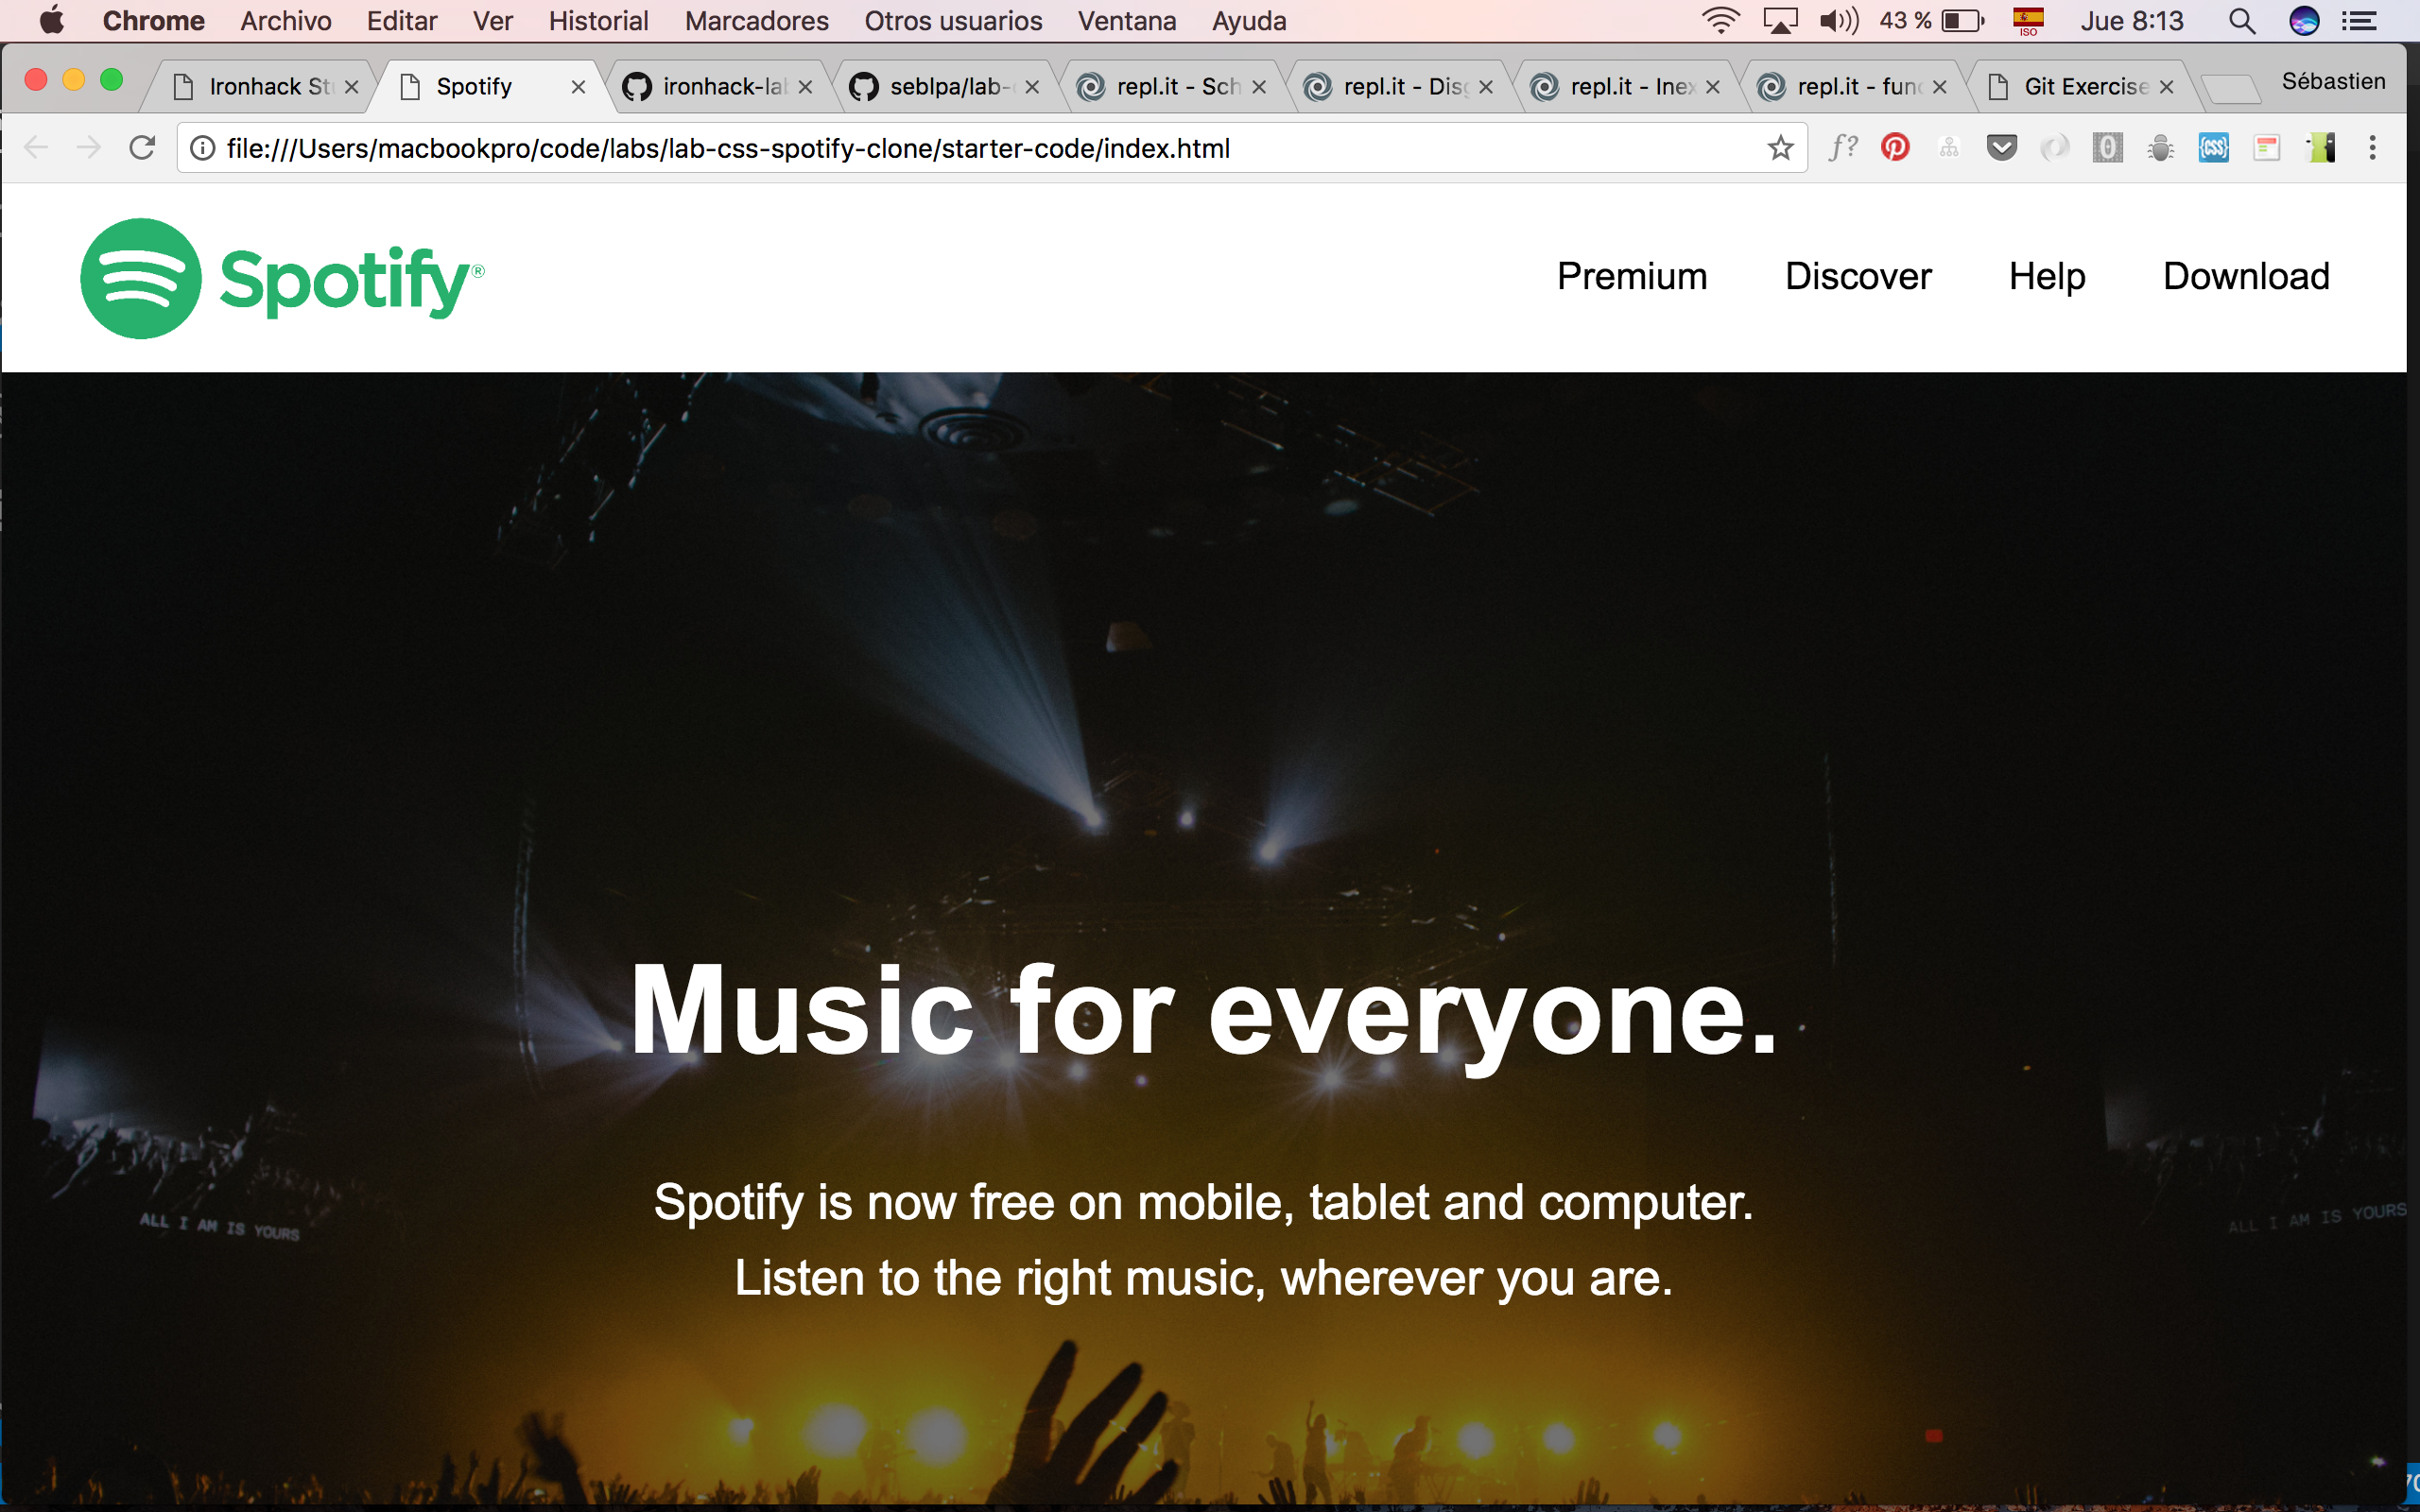 Chrome Archivo Editar Ver Historial Marcadores Otros usuarios Ventana Ayuda 43 % ISO Jue 8:13
Ironhack St Spotify ironhack-la seblpa/lab- repl.it - Sch repl.it - Dis repl.it - Inex repl.it - fun Git Exercise Sébastien
file:///Users/macbookpro/code/labs/lab-css-spotify-clone/starter-code/index.html f? 0 {css}
Spotify® Premium Discover Help Download
Music for everyone.
Spotify is now free on mobile, tablet and computer.
ALL I AM IS YOURS ALL I AM IS YOURS
Listen to the right music, wherever you are.